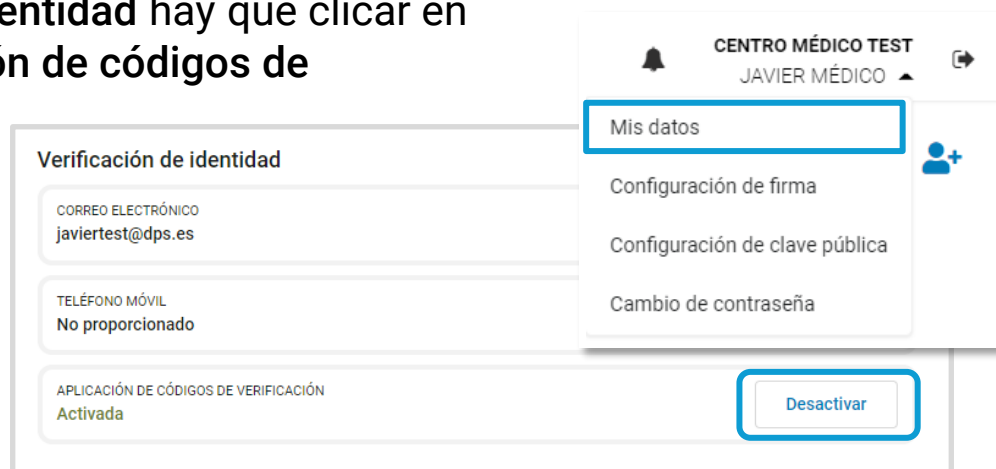 entidad hay que clicar en
ón de códigos de
CENTRO MÉDICO TEST
JAVIER MÉDICO
Mis datos
Configuración de firma
Configuración de clave pública
Cambio de contraseña
Verificación de identidad
CORREO ELECTRÓNICO
javiertest@dps.es
TELÉFONO MÓVIL
No proporcionado
APLICACIÓN DE CÓDIGOS DE VERIFICACIÓN
Activada
Desactivar